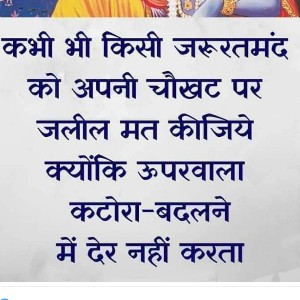 कभी भी किसी जरूरतमंद
को अपनी चौखट पर
जलील मत कीजिये
क्योंकि ऊपरवाला
कटोरा-बदलने
में देर नहीं करता